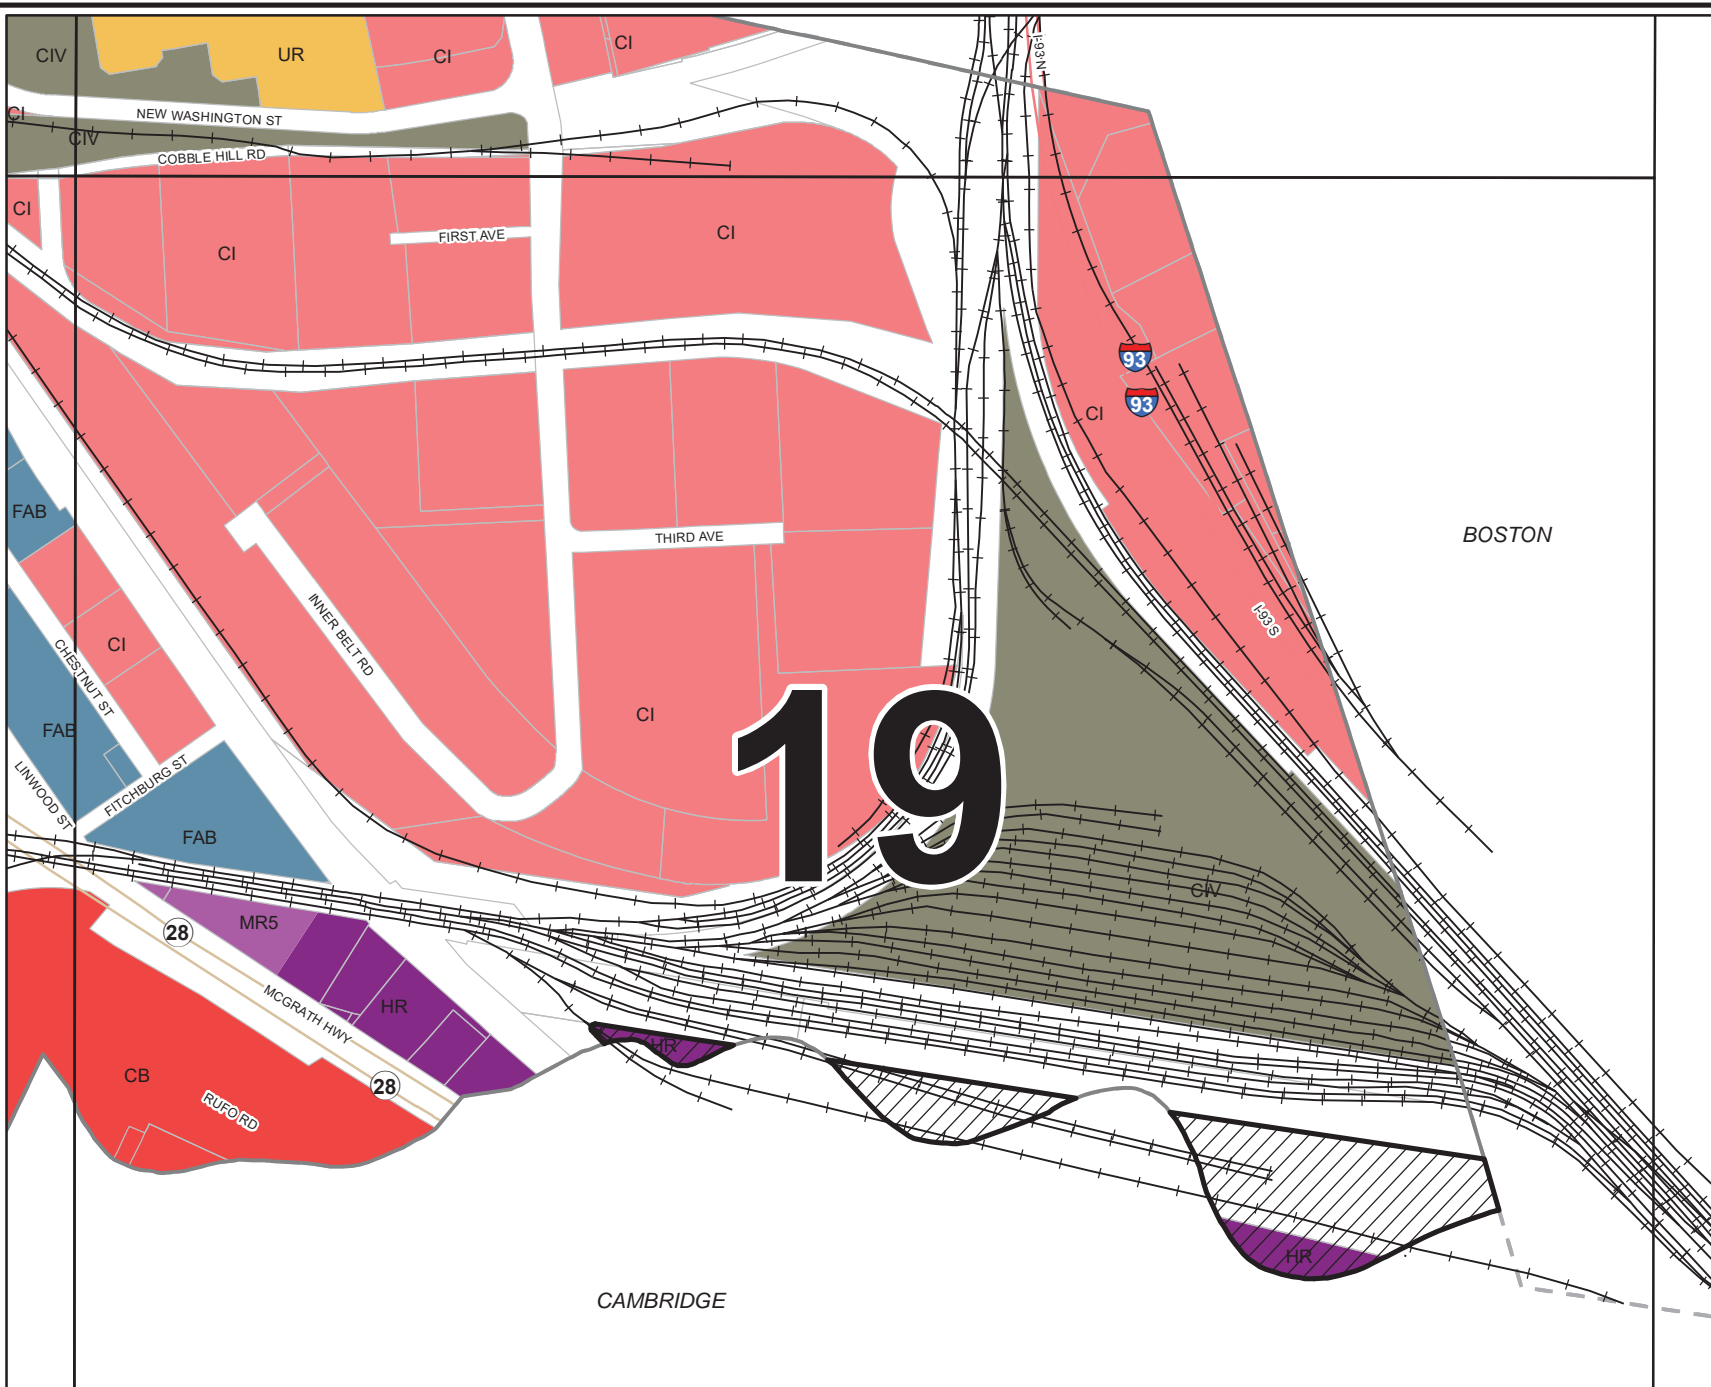 CIV
UR
CI
CI
I-93 N
CI
NEW WASHINGTON ST
CIV
COBBLE HILL RD
CI
CI
FIRST AVE
CI
93
93
CI
FAB
BOSTON
THIRD AVE
INNER BELT RD
I-93 S
CI
CHESTNUT ST
CI
FAB
19
LINWOOD ST
FITCHBURG ST
FAB
CIV
MR5
28
HR
MCGRATH HWY
HR
CB
28
RUFO RD
HR
CAMBRIDGE